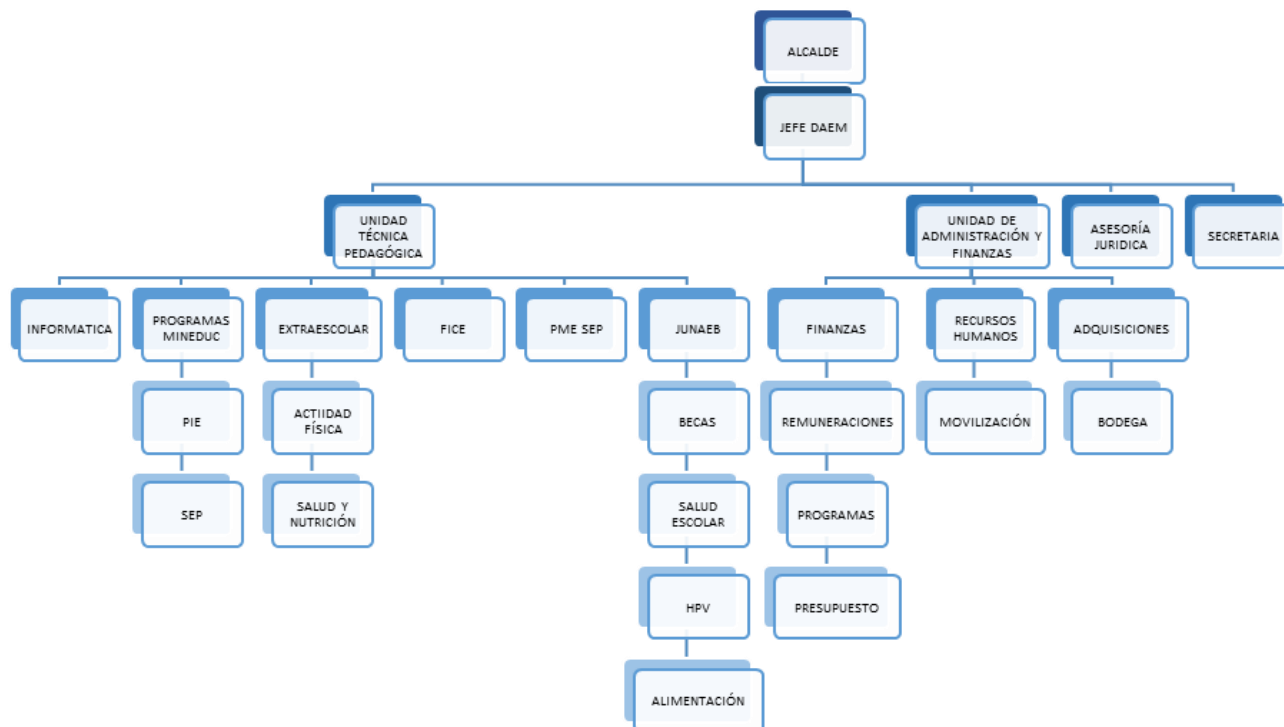 ALCALDE
JEFE DAEM
UNIDAD
TÉCNICA
PEDAGÓGICA
UNIDAD DE
ADMINISTRACIÓN Y
FINANZAS
ASESORÍA
JURIDICA
SECRETARIA
INFORMATICA
PROGRAMAS
MINEDUC
EXTRAESCOLAR
FICE
PME SEP
JUNAEB
FINANZAS
RECURSOS
HUMANOS
ADQUISICIONES
PIE
ACTIIDAD
FÍSICA
BECAS
REMUNERACIONES
MOVILIZACIÓN
BODEGA
SEP
SALUD Y
NUTRICIÓN
SALUD
ESCOLAR
PROGRAMAS
HPV
PRESUPUESTO
ALIMENTACIÓN